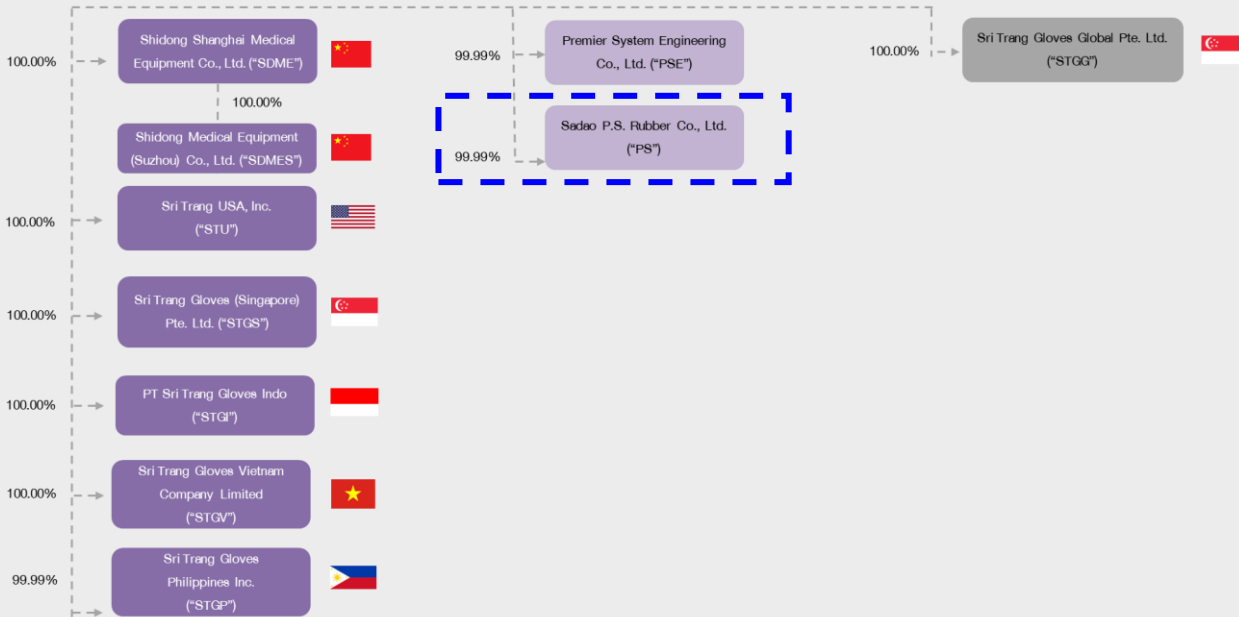 100.00%
Shidong Shanghai Medical
Equipment Co., Ltd. ("SDME")
100.00%
Shidong Medical Equipment
(Suzhou) Co., Ltd. ("SDMES")
100.00%
Sri Trang USA, Inc.
("STU")
100.00%
Sri Trang Gloves (Singapore)
Pte. Ltd. ("STGS")
100.00%
PT Sri Trang Gloves Indo
("STGI")
100.00%
Sri Trang Gloves Vietnam
Company Limited
("STGV")
99.99%
Sri Trang Gloves
Philippines Inc.
("STGP")
99.99%
Premier System Engineering
Co., Ltd. ("PSE")
99.99%
Sadao P.S. Rubber Co., Ltd.
("PS")
100.00%
Sri Trang Gloves Global Pte. Ltd.
("STGG")